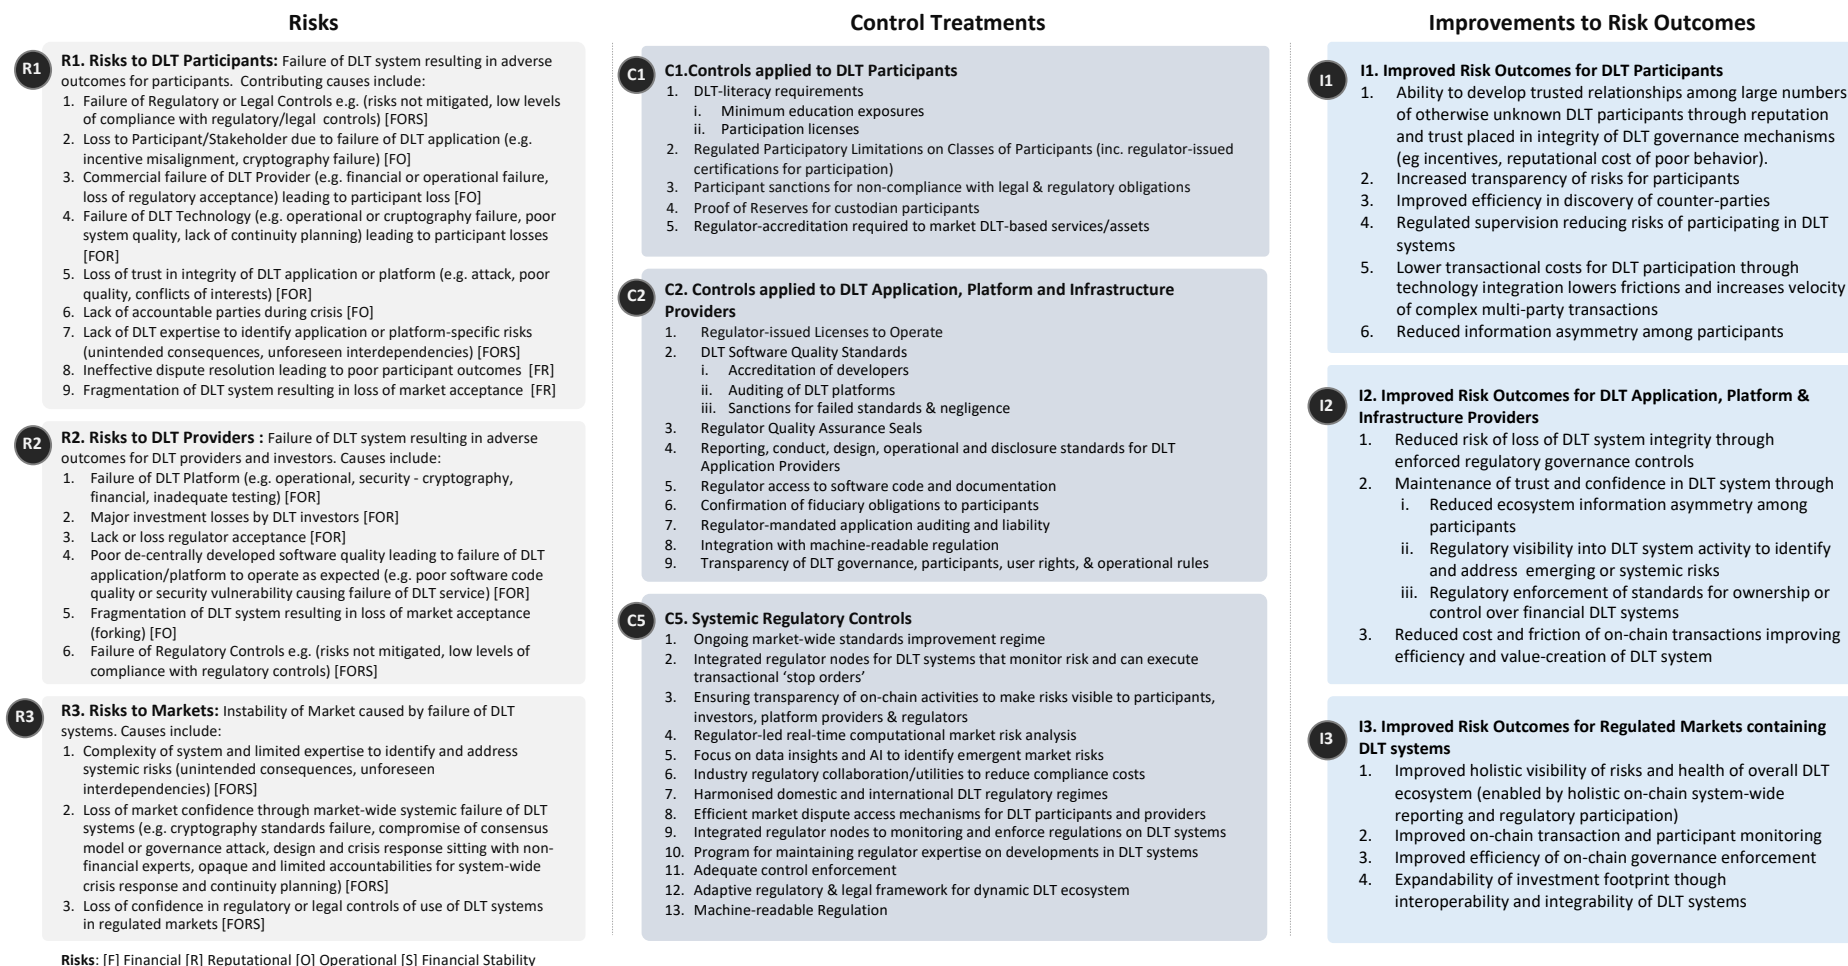 Risks
R1
R1. Risks to DLT Participants: Failure of DLT system resulting in adverse
outcomes for participants. Contributing causes include:
1. Failure of Regulatory or Legal Controls e.g. (risks not mitigated, low levels
of compliance with regulatory/legal controls) [FORS]
2. Loss to Participant/Stakeholder due to failure of DLT application (e.g.
incentive misalignment, cryptography failure) [FO]
3. Commercial failure of DLT Provider (e.g. financial or operational failure,
loss of regulatory acceptance) leading to participant loss [FO]
4. Failure of DLT Technology (e.g. operational or cruptography failure, poor
system quality, lack of continuity planning) leading to participant losses
[FOR]
5. Loss of trust in integrity of DLT application or platform (e.g. attack, poor
quality, conflicts of interests) [FOR]
6. Lack of accountable parties during crisis [FO]
7. Lack of DLT expertise to identify application or platform-specific risks
(unintended consequences, unforeseen interdependencies) [FORS]
8. Ineffective dispute resolution leading to poor participant outcomes [FR]
9. Fragmentation of DLT system resulting in loss of market acceptance [FR]
R2
R2. Risks to DLT Providers : Failure of DLT system resulting in adverse
outcomes for DLT providers and investors. Causes include:
1. Failure of DLT Platform (e.g. operational, security - cryptography,
financial, inadequate testing) [FOR]
2. Major investment losses by DLT investors [FOR]
3. Lack or loss regulator acceptance [FOR]
4. Poor de-centrally developed software quality leading to failure of DLT
application/platform to operate as expected (e.g. poor software code
quality or security vulnerability causing failure of DLT service) [FOR]
5. Fragmentation of DLT system resulting in loss of market acceptance
(forking) [FO]
6. Failure of Regulatory Controls e.g. (risks not mitigated, low levels of
compliance with regulatory controls) [FORS]
R3
R3. Risks to Markets: Instability of Market caused by failure of DLT
systems. Causes include:
1. Complexity of system and limited expertise to identify and address
systemic risks (unintended consequences, unforeseen
interdependencies) [FORS]
2. Loss of market confidence through market-wide systemic failure of DLT
systems (e.g. cryptography standards failure, compromise of consensus
model or governance attack, design and crisis response sitting with non-
financial experts, opaque and limited accountabilities for system-wide
crisis response and continuity planning) [FORS]
3. Loss of confidence in regulatory or legal controls of use of DLT systems
in regulated markets [FORS]
Risks: [F] Financial [R] Reputational [O] Operational [S] Financial Stability
Control Treatments
C1
C1.Controls applied to DLT Participants
1. DLT-literacy requirements
i. Minimum education exposures
ii. Participation licenses
2. Regulated Participatory Limitations on Classes of Participants (inc. regulator-issued
certifications for participation)
3. Participant sanctions for non-compliance with legal & regulatory obligations
4. Proof of Reserves for custodian participants
5. Regulator-accreditation required to market DLT-based services/assets
C2
C2. Controls applied to DLT Application, Platform and Infrastructure
Providers
1. Regulator-issued Licenses to Operate
2. DLT Software Quality Standards
i. Accreditation of developers
ii. Auditing of DLT platforms
iii. Sanctions for failed standards & negligence
3. Regulator Quality Assurance Seals
4. Reporting, conduct, design, operational and disclosure standards for DLT
Application Providers
5. Regulator access to software code and documentation
6. Confirmation of fiduciary obligations to participants
7. Regulator-mandated application auditing and liability
8. Integration with machine-readable regulation
9. Transparency of DLT governance, participants, user rights, & operational rules
C5
C5. Systemic Regulatory Controls
1. Ongoing market-wide standards improvement regime
2. Integrated regulator nodes for DLT systems that monitor risk and can execute
transactional ‘stop orders’
3. Ensuring transparency of on-chain activities to make risks visible to participants,
investors, platform providers & regulators
4. Regulator-led real-time computational market risk analysis
5. Focus on data insights and AI to identify emergent market risks
6. Industry regulatory collaboration/utilities to reduce compliance costs
7. Harmonised domestic and international DLT regulatory regimes
8. Efficient market dispute access mechanisms for DLT participants and providers
9. Integrated regulator nodes to monitoring and enforce regulations on DLT systems
10. Program for maintaining regulator expertise on developments in DLT systems
11. Adequate control enforcement
12. Adaptive regulatory & legal framework for dynamic DLT ecosystem
13. Machine-readable Regulation
Improvements to Risk Outcomes
I1
I1. Improved Risk Outcomes for DLT Participants
1. Ability to develop trusted relationships among large numbers
of otherwise unknown DLT participants through reputation
and trust placed in integrity of DLT governance mechanisms
(eg incentives, reputational cost of poor behavior).
2. Increased transparency of risks for participants
3. Improved efficiency in discovery of counter-parties
4. Regulated supervision reducing risks of participating in DLT
systems
5. Lower transactional costs for DLT participation through
technology integration lowers frictions and increases velocity
of complex multi-party transactions
6. Reduced information asymmetry among participants
I2
I2. Improved Risk Outcomes for DLT Application, Platform &
Infrastructure Providers
1. Reduced risk of loss of DLT system integrity through
enforced regulatory governance controls
2. Maintenance of trust and confidence in DLT system through
i. Reduced ecosystem information asymmetry among
participants
ii. Regulatory visibility into DLT system activity to identify
and address emerging or systemic risks
iii. Regulatory enforcement of standards for ownership or
control over financial DLT systems
3. Reduced cost and friction of on-chain transactions improving
efficiency and value-creation of DLT system
I3
I3. Improved Risk Outcomes for Regulated Markets containing
DLT systems
1. Improved holistic visibility of risks and health of overall DLT
ecosystem (enabled by holistic on-chain system-wide
reporting and regulatory participation)
2. Improved on-chain transaction and participant monitoring
3. Improved efficiency of on-chain governance enforcement
4. Expandability of investment footprint though
interoperability and integrability of DLT systems